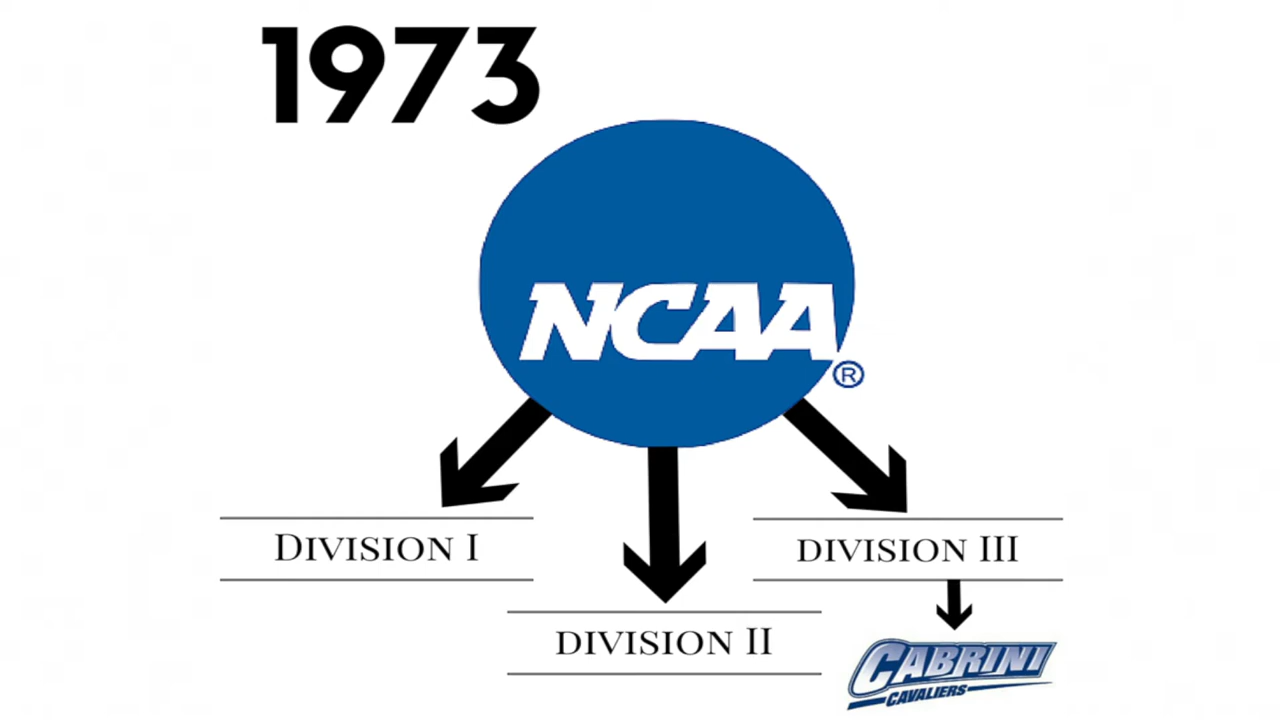 1973
NCAA
®
DIVISION I
DIVISION III
DIVISION II
CABRINI
CAVALIERS